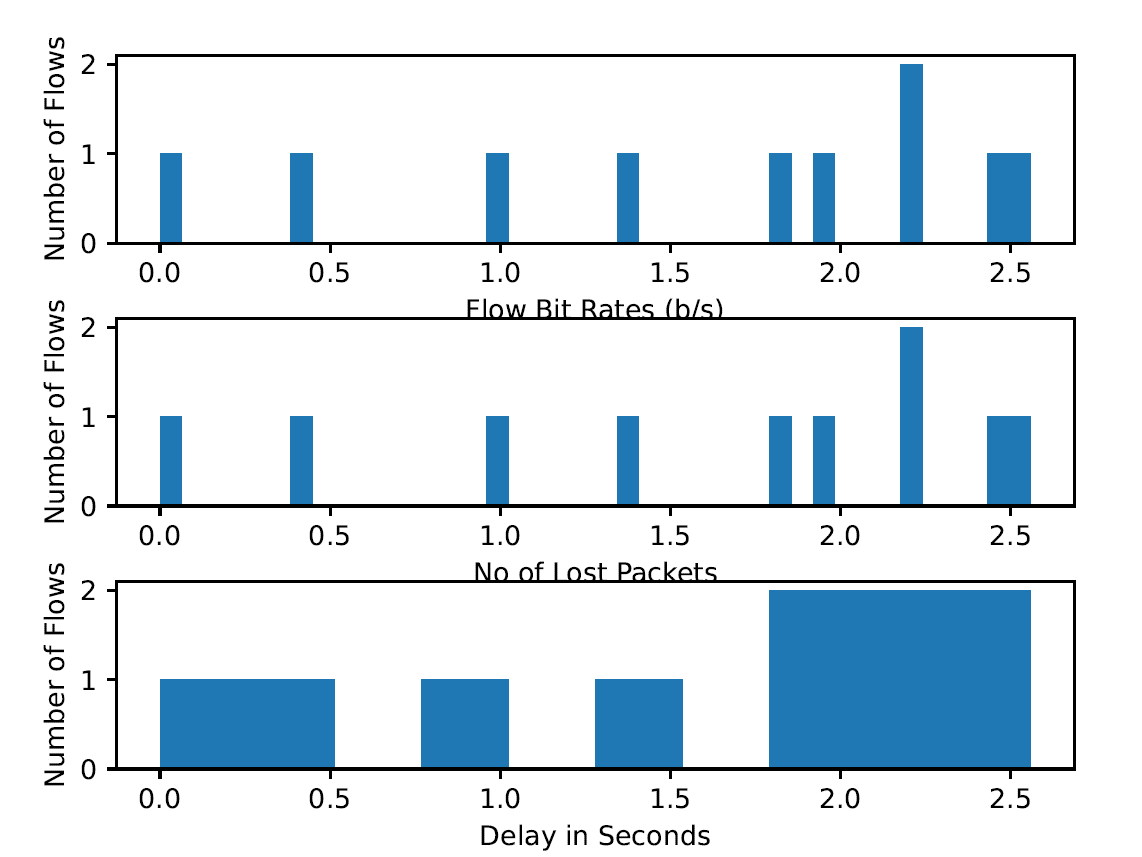 Number of Flows
2
1
0
0.0 0.5 1.0 1.5 2.0 2.5
Flow Bit Rates (b/s)
Number of Flows
2
1
0
0.0 0.5 1.0 1.5 2.0 2.5
No of Lost Packets
Number of Flows
2
1
0
0.0 0.5 1.0 1.5 2.0 2.5
Delay in Seconds